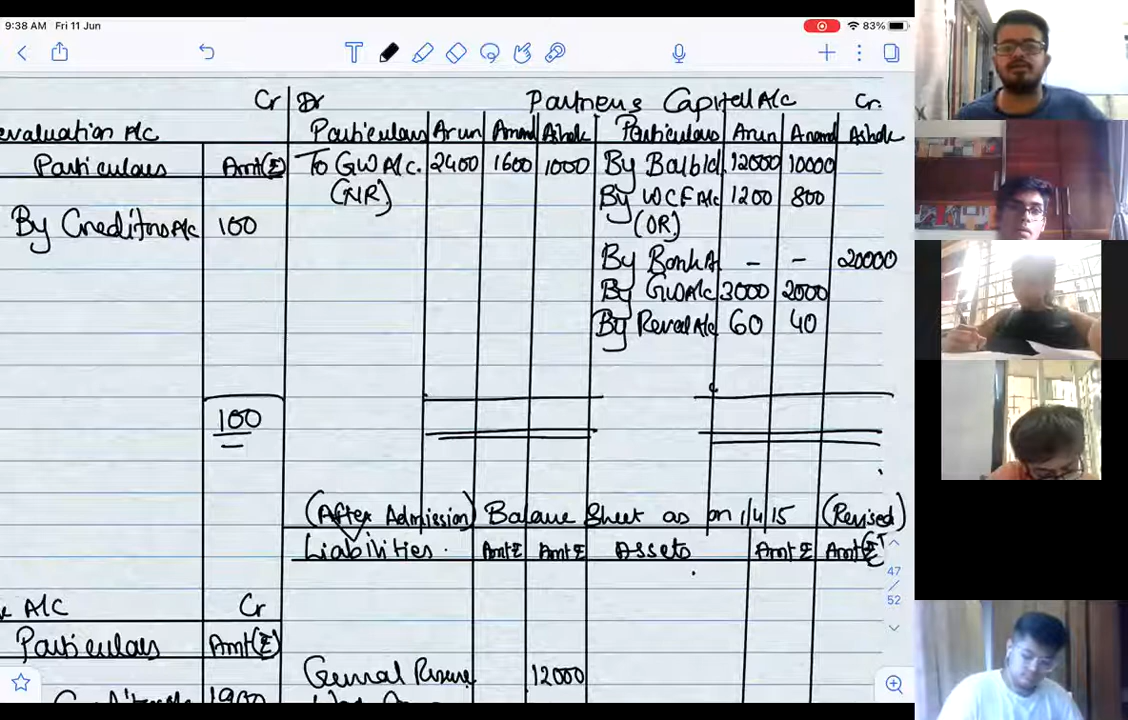 9:38 AM Fri 11 Jun
83%
Cr
evaluation A/c
Particulars Amt(₹)
By Creditors A/c 100
100
Dr Partners Capital A/c Cr.
Particulars Arun Anand Ashok Particulars Arun Anand Ashok
To GW A/c. 2400 1600 1000 By Bal b/d 12000 10000
(NR) By WCF A/c 1200 800
(OR)
By Bank A - - 20000
By GW A/c 3000 2000
By Reval A/c 60 40
(After Admission) Balance Sheet as on 1/4/15 (Revised)
Liabilities. Amt ₹ Amt ₹ Assets Amt ₹ Amt ₹
47
/
52
A/c Cr
Particulars Amt(₹)
General Reserve 12000
1900